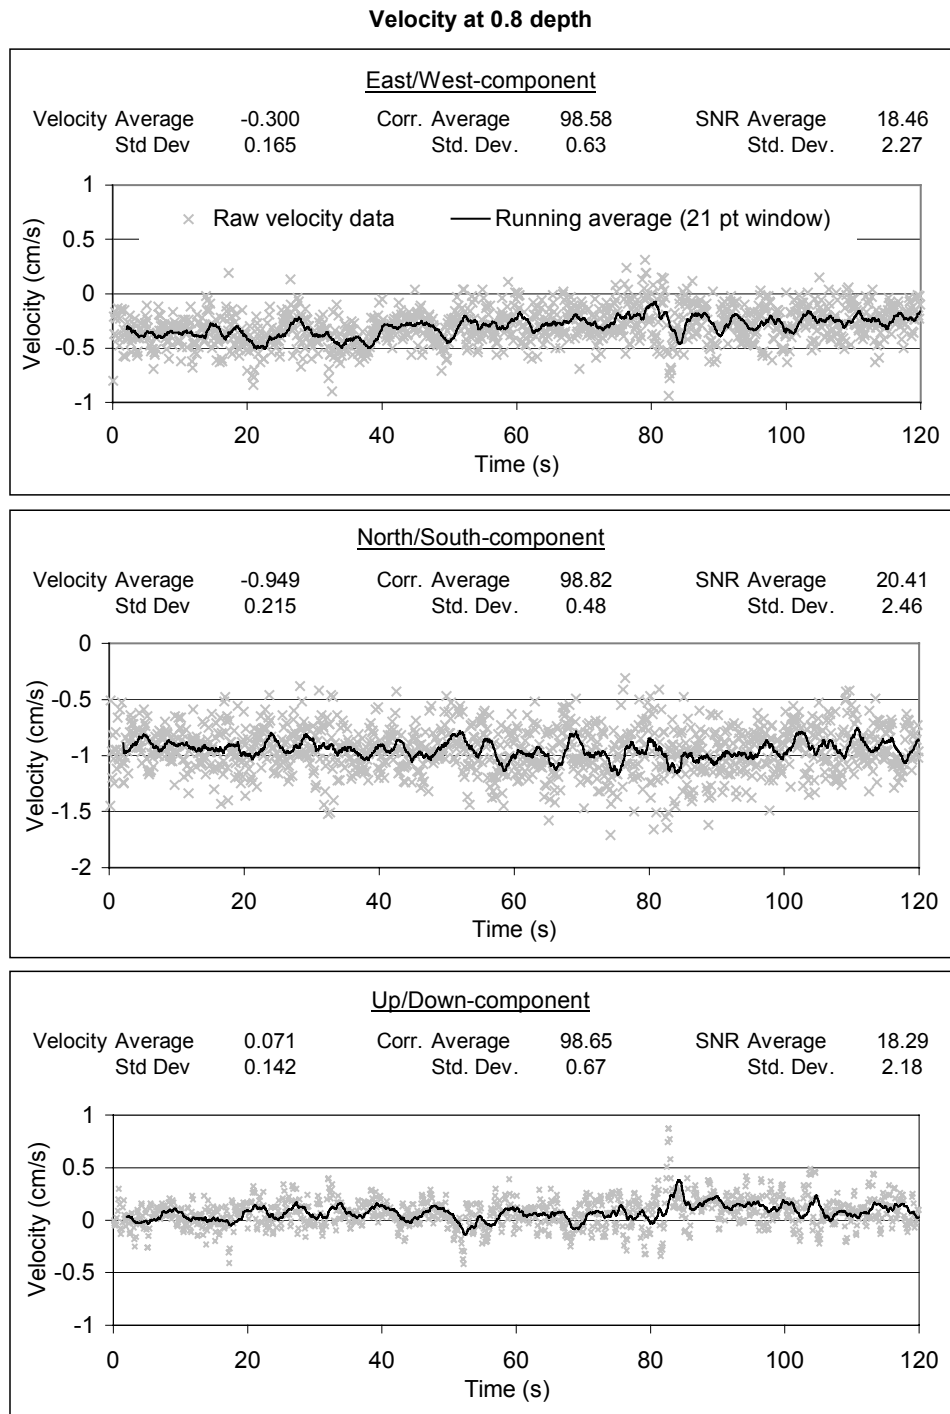 Velocity at 0.8 depth
East/West-component
Velocity Average -0.300 Corr. Average 98.58 SNR Average 18.46
Std Dev 0.165 Std. Dev. 0.63 Std. Dev. 2.27
1
Raw velocity data Running average (21 pt window)
0.5
0
-0.5
-1
Velocity (cm/s)
0 20 40 60 80 100 120
Time (s)
North/South-component
Velocity Average -0.949 Corr. Average 98.82 SNR Average 20.41
Std Dev 0.215 Std. Dev. 0.48 Std. Dev. 2.46
0
-0.5
-1
-1.5
-2
Velocity (cm/s)
0 20 40 60 80 100 120
Time (s)
Up/Down-component
Velocity Average 0.071 Corr. Average 98.65 SNR Average 18.29
Std Dev 0.142 Std. Dev. 0.67 Std. Dev. 2.18
1
0.5
0
-0.5
-1
Velocity (cm/s)
0 20 40 60 80 100 120
Time (s)